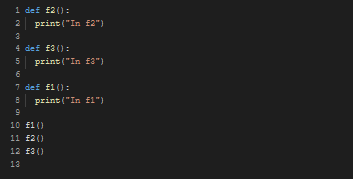 1 def f2():
2     print("In f2")
3
4 def f3():
5     print("In f3")
6
7 def f1():
8     print("In f1")
9
10 f1()
11 f2()
12 f3()
13